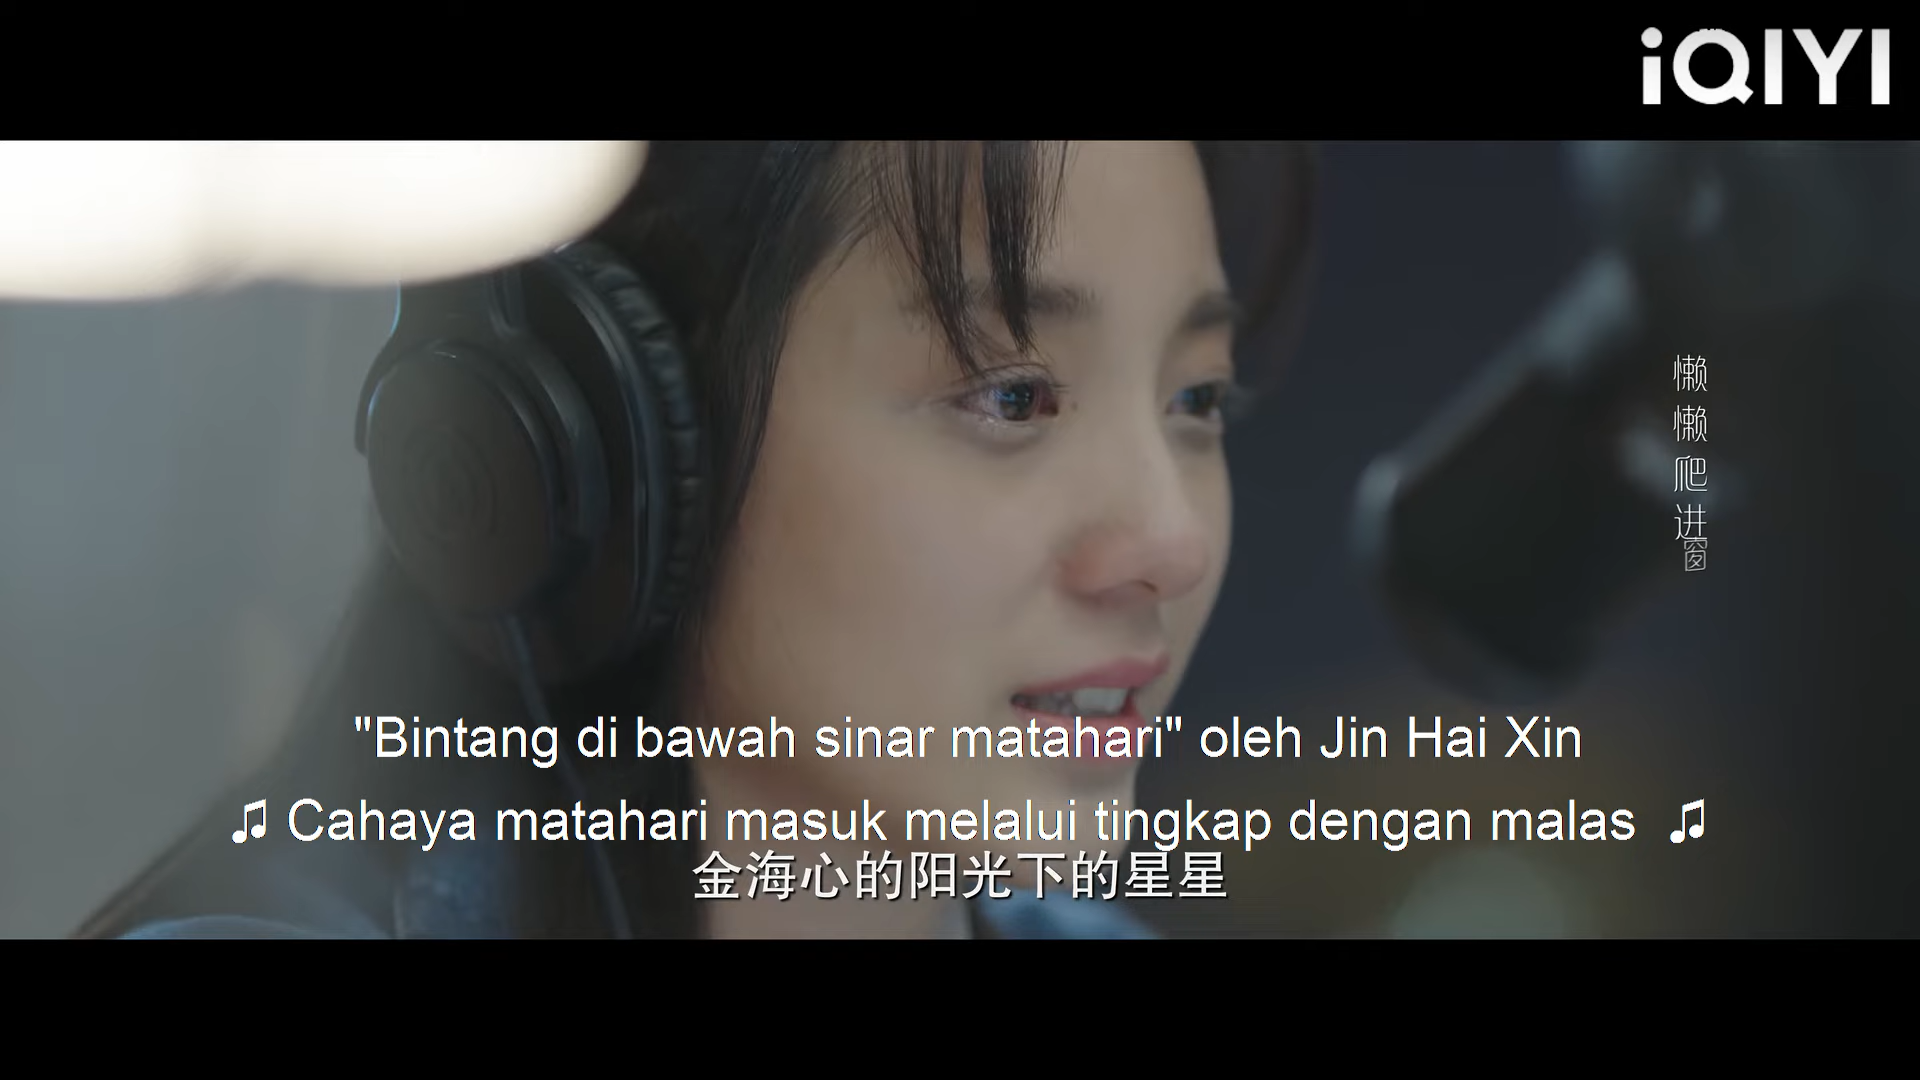 iQIYI
懒懒爬进窗
"Bintang di bawah sinar matahari" oleh Jin Hai Xin
♫ Cahaya matahari masuk melalui tingkap dengan malas ♫
金海心的阳光下的星星